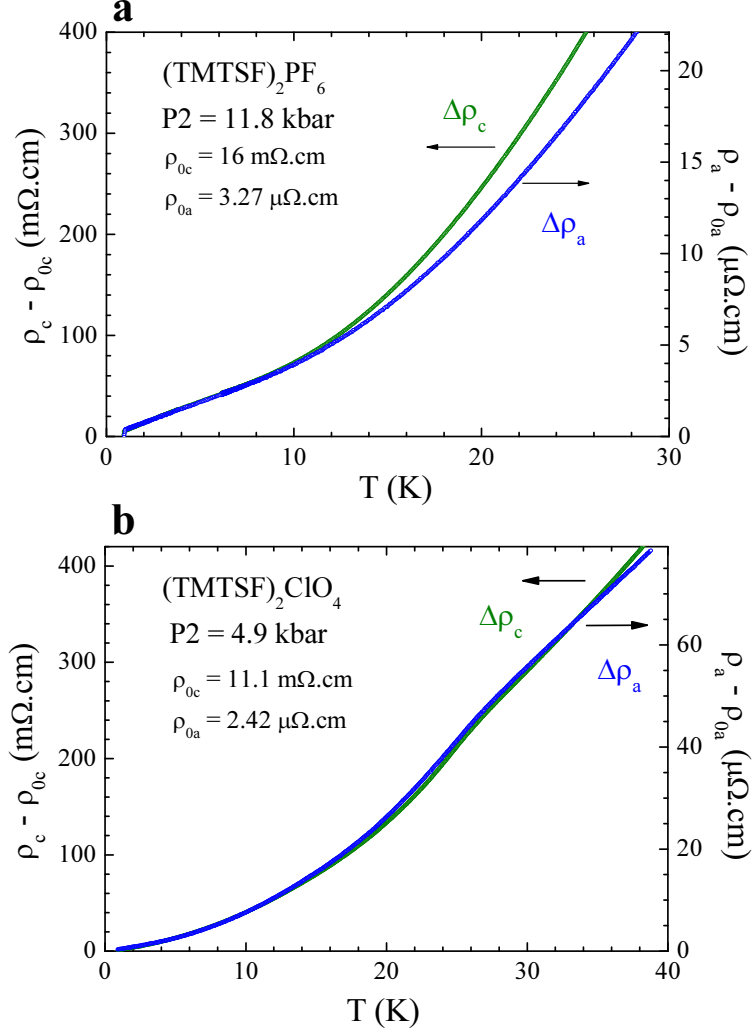 a
400
300
200
100
0
(TMTSF)₂PF₆
P2 = 11.8 kbar
ρ₀c = 16 mΩ.cm
ρ₀a = 3.27 μΩ.cm
Δρc
Δρa
20
15
10
5
0
ρc - ρ₀c (mΩ.cm)
ρa - ρ₀a (μΩ.cm)
0 10 20 30
T (K)
b
400
300
200
100
0
(TMTSF)₂ClO₄
P2 = 4.9 kbar
ρ₀c = 11.1 mΩ.cm
ρ₀a = 2.42 μΩ.cm
Δρc
Δρa
60
40
20
0
ρc - ρ₀c (mΩ.cm)
ρa - ρ₀a (μΩ.cm)
0 10 20 30 40
T (K)